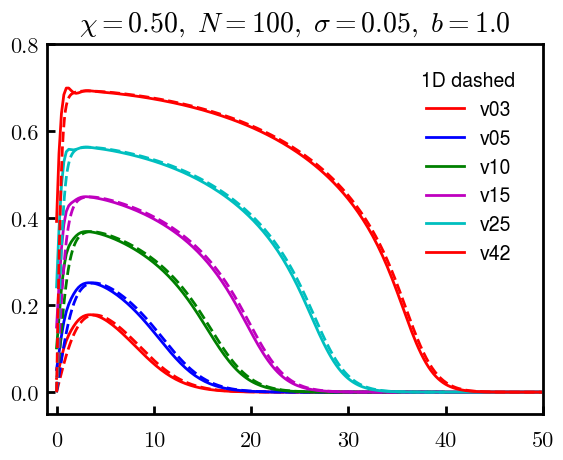 χ = 0.50, N = 100, σ = 0.05, b = 1.0
0.8
0.6
0.4
0.2
0.0
1D dashed
v03
v05
v10
v15
v25
v42
0 10 20 30 40 50